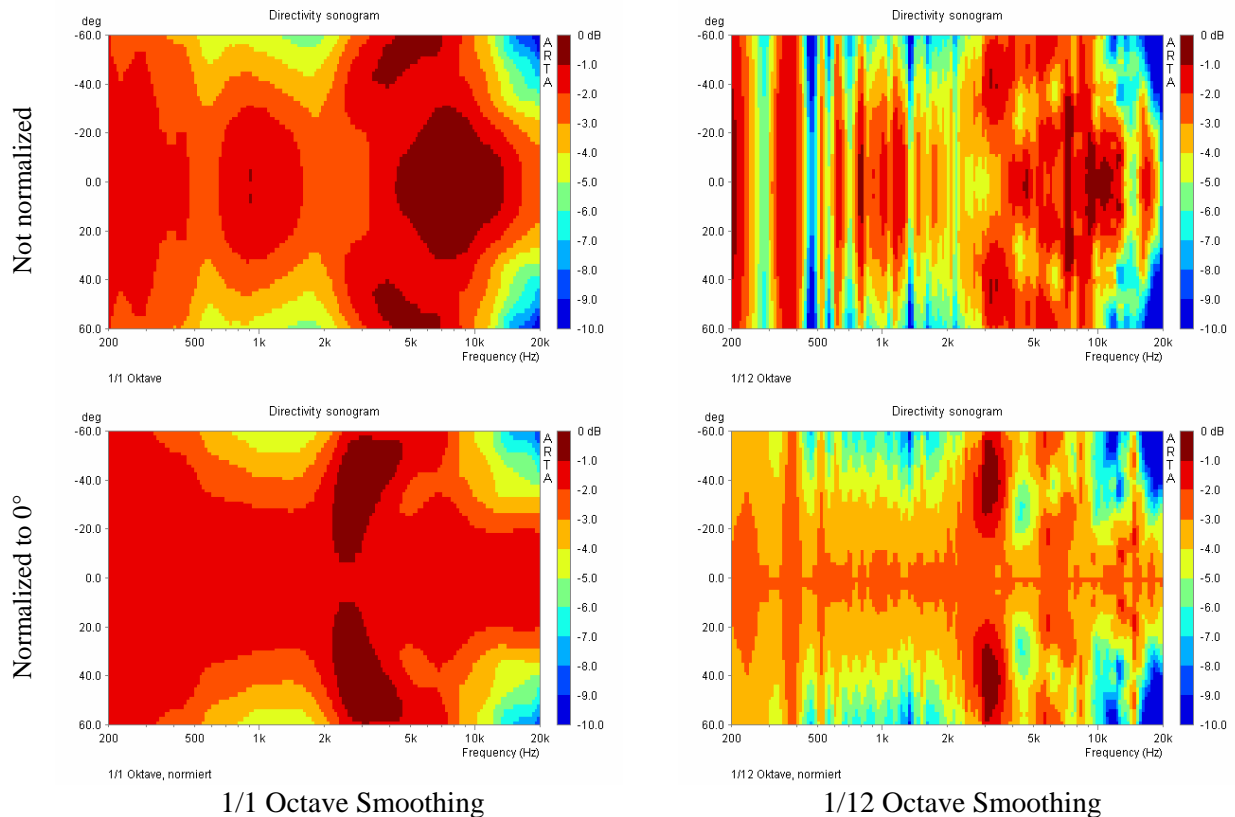 Not normalized
Directivity sonogram
deg
-60.0
-40.0
-20.0
0.0
20.0
40.0
60.0
200
500
1k
2k
5k
10k
20k
Frequency (Hz)
1/1 Oktave
A
R
T
A
0 dB
-1.0
-2.0
-3.0
-4.0
-5.0
-6.0
-7.0
-8.0
-9.0
-10.0
Directivity sonogram
deg
-60.0
-40.0
-20.0
0.0
20.0
40.0
60.0
200
500
1k
2k
5k
10k
20k
Frequency (Hz)
1/12 Oktave
A
R
T
A
0 dB
-1.0
-2.0
-3.0
-4.0
-5.0
-6.0
-7.0
-8.0
-9.0
-10.0
Normalized to 0°
Directivity sonogram
deg
-60.0
-40.0
-20.0
0.0
20.0
40.0
60.0
200
500
1k
2k
5k
10k
20k
Frequency (Hz)
1/1 Oktave, normiert
A
R
T
A
0 dB
-1.0
-2.0
-3.0
-4.0
-5.0
-6.0
-7.0
-8.0
-9.0
-10.0
Directivity sonogram
deg
-60.0
-40.0
-20.0
0.0
20.0
40.0
60.0
200
500
1k
2k
5k
10k
20k
Frequency (Hz)
1/12 Oktave, normiert
A
R
T
A
0 dB
-1.0
-2.0
-3.0
-4.0
-5.0
-6.0
-7.0
-8.0
-9.0
-10.0
1/1 Octave Smoothing
1/12 Octave Smoothing